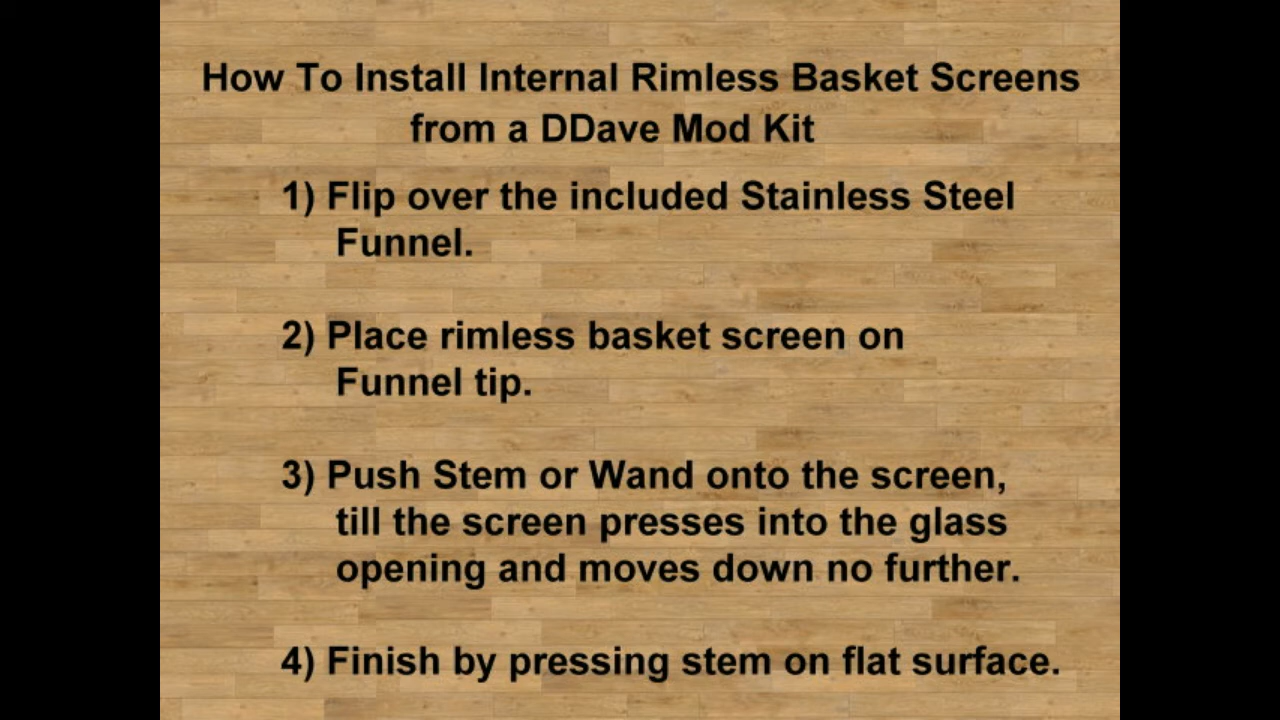 How To Install Internal Rimless Basket Screens
from a DDave Mod Kit
1) Flip over the included Stainless Steel
Funnel.
2) Place rimless basket screen on
Funnel tip.
3) Push Stem or Wand onto the screen,
till the screen presses into the glass
opening and moves down no further.
4) Finish by pressing stem on flat surface.